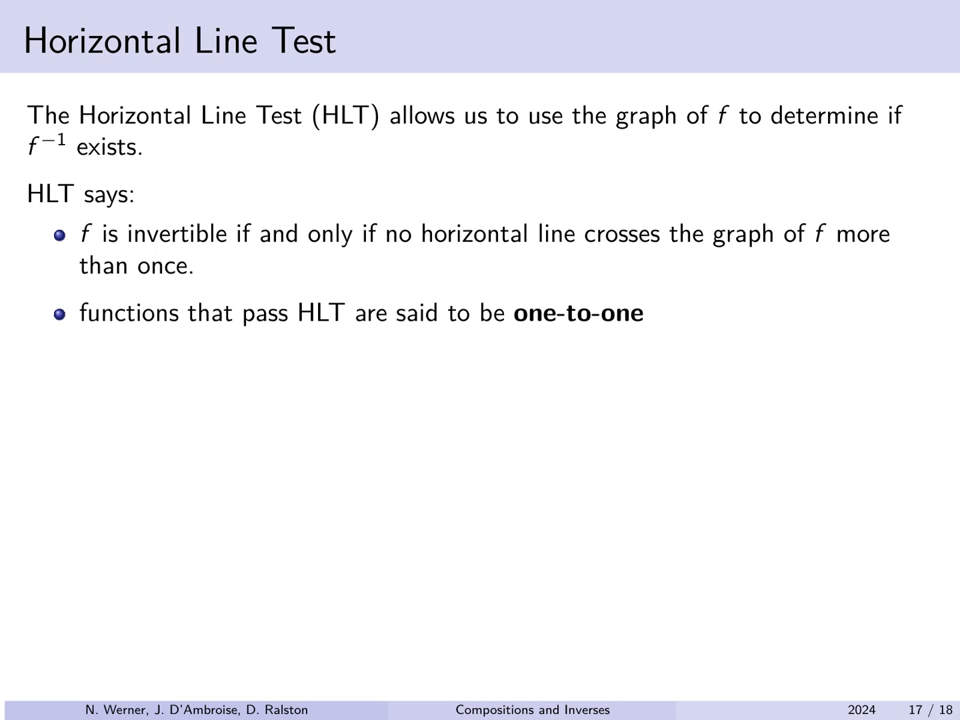 Horizontal Line Test
The Horizontal Line Test (HLT) allows us to use the graph of f to determine if
f⁻¹ exists.
HLT says:
f is invertible if and only if no horizontal line crosses the graph of f more
than once.
functions that pass HLT are said to be one-to-one
N. Werner, J. D'Ambroise, D. Ralston Compositions and Inverses 2024 17 / 18